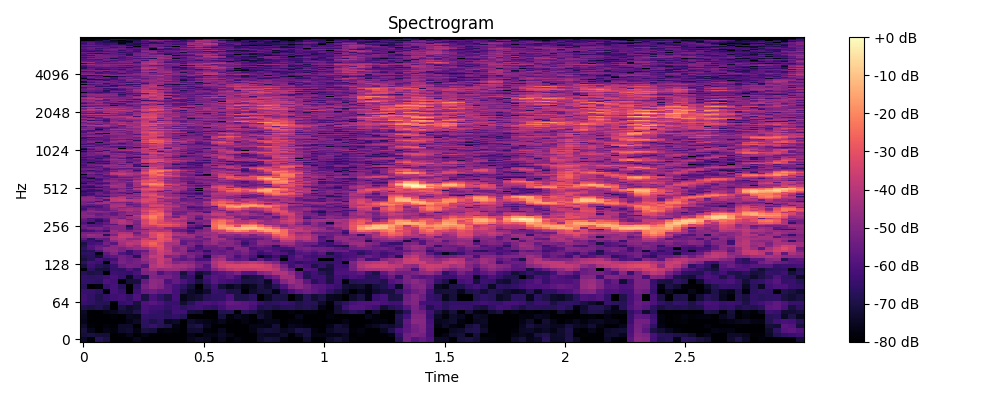 Spectrogram
+0 dB
4096
-10 dB
2048
-20 dB
1024
-30 dB
Hz
512
-40 dB
256
-50 dB
128
-60 dB
64
-70 dB
0
-80 dB
0 0.5 1 1.5 2 2.5
Time